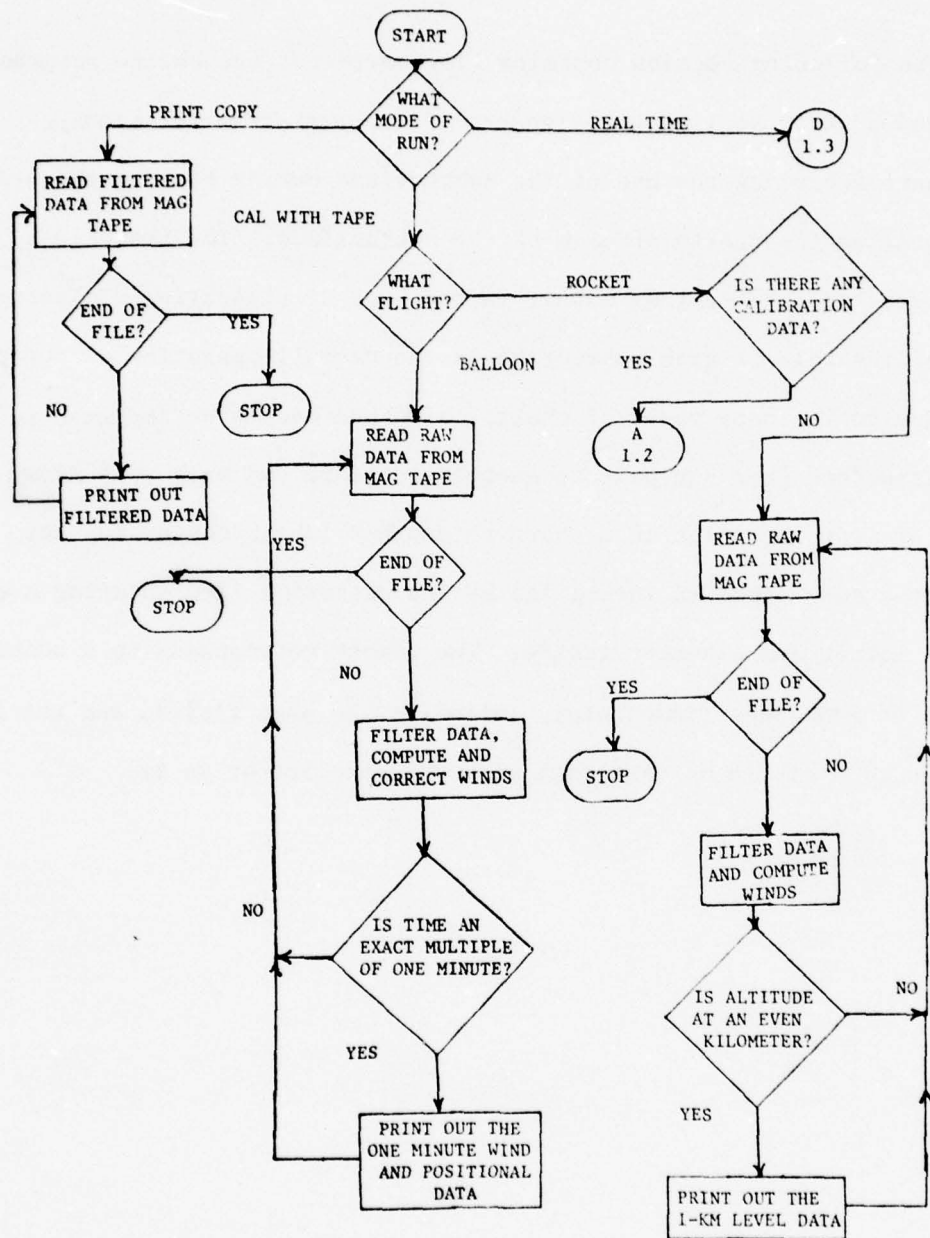 START
WHAT
MODE OF
RUN?
PRINT COPY
REAL TIME
D
1.3
READ FILTERED
DATA FROM MAG
TAPE
CAL WITH TAPE
WHAT
FLIGHT?
ROCKET
IS THERE ANY
CALIBRATION
DATA?
END OF
FILE?
YES
BALLOON
YES
STOP
NO
NO
A
1.2
READ RAW
DATA FROM
MAG TAPE
PRINT OUT
FILTERED DATA
YES
END OF
FILE?
STOP
READ RAW
DATA FROM
MAG TAPE
NO
YES
END OF
FILE?
STOP
NO
FILTER DATA,
COMPUTE AND
CORRECT WINDS
FILTER DATA
AND COMPUTE
WINDS
NO
IS TIME AN
EXACT MULTIPLE
OF ONE MINUTE?
NO
IS ALTITUDE
AT AN EVEN
KILOMETER?
YES
YES
PRINT OUT THE
ONE MINUTE WIND
AND POSITIONAL
DATA
PRINT OUT THE
1-KM LEVEL DATA